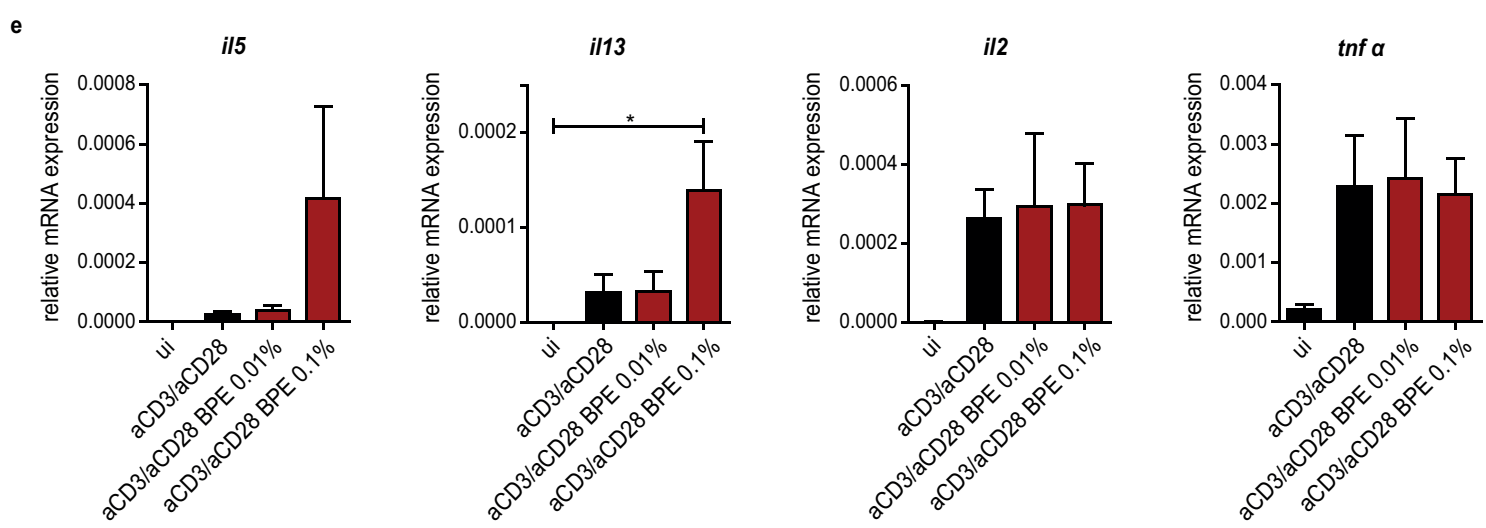 e
il5
relative mRNA expression
0.0008
0.0006
0.0004
0.0002
0.0000
ui
aCD3/aCD28
aCD3/aCD28 BPE 0.01%
aCD3/aCD28 BPE 0.1%
il13
relative mRNA expression
*
0.0002
0.0001
0.0000
ui
aCD3/aCD28
aCD3/aCD28 BPE 0.01%
aCD3/aCD28 BPE 0.1%
il2
relative mRNA expression
0.0006
0.0004
0.0002
0.0000
ui
aCD3/aCD28
aCD3/aCD28 BPE 0.01%
aCD3/aCD28 BPE 0.1%
tnf α
relative mRNA expression
0.004
0.003
0.002
0.001
0.000
ui
aCD3/aCD28
aCD3/aCD28 BPE 0.01%
aCD3/aCD28 BPE 0.1%